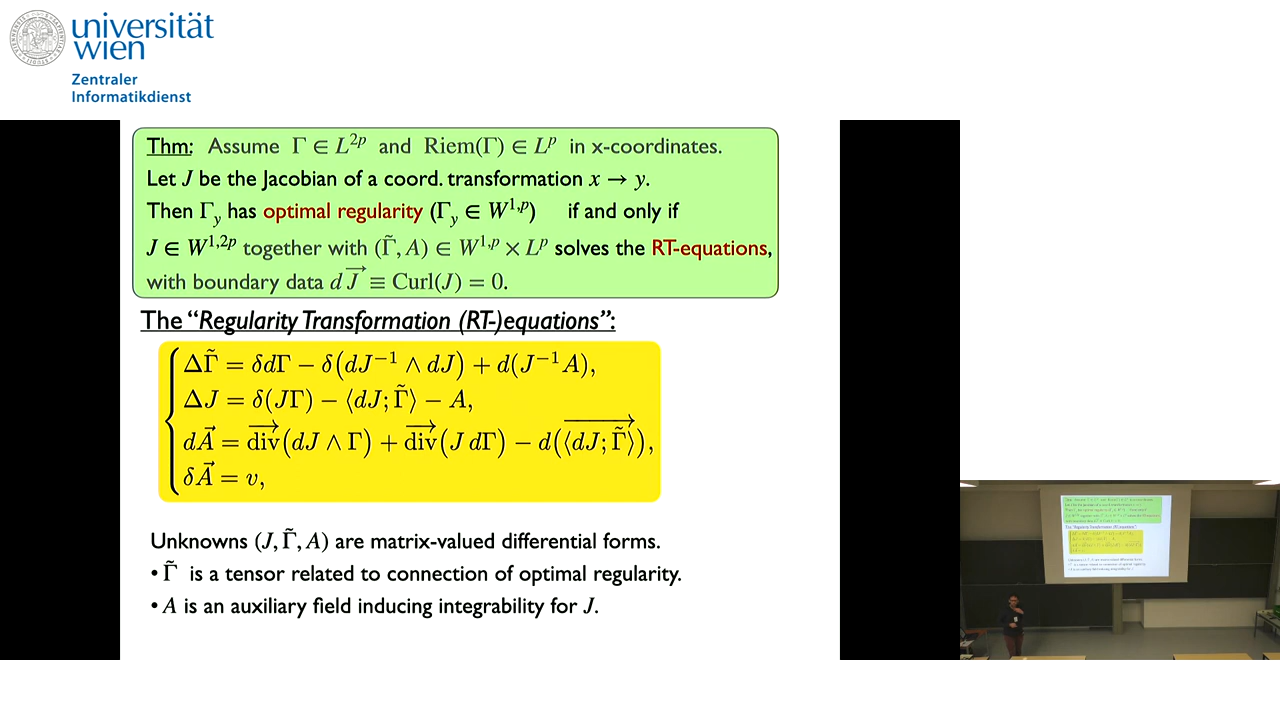 universität
wien
Zentraler
Informatikdienst
Thm: Assume Γ ∈ L^{2p} and Riem(Γ) ∈ L^p in x-coordinates.
Let J be the Jacobian of a coord. transformation x → y.
Then Γ_y has optimal regularity (Γ_y ∈ W^{1,p}) if and only if
J ∈ W^{1,2p} together with (Γ̃, A) ∈ W^{1,p} × L^p solves the RT-equations,
with boundary data d\overrightarrow{J} ≡ Curl(J) = 0.
The “Regularity Transformation (RT-)equations”:
ΔΓ̃ = δdΓ − δ(dJ^{−1} ∧ dJ) + d(J^{−1}A),
ΔJ = δ(JΓ) − ⟨dJ; Γ̃⟩ − A,
d\vec{A} = \overrightarrow{div}(dJ ∧ Γ) + \overrightarrow{div}(J dΓ) − d(\overrightarrow{⟨dJ; Γ̃⟩}),
δ\vec{A} = v,
Unknowns (J, Γ̃, A) are matrix-valued differential forms.
• Γ̃ is a tensor related to connection of optimal regularity.
• A is an auxiliary field inducing integrability for J.